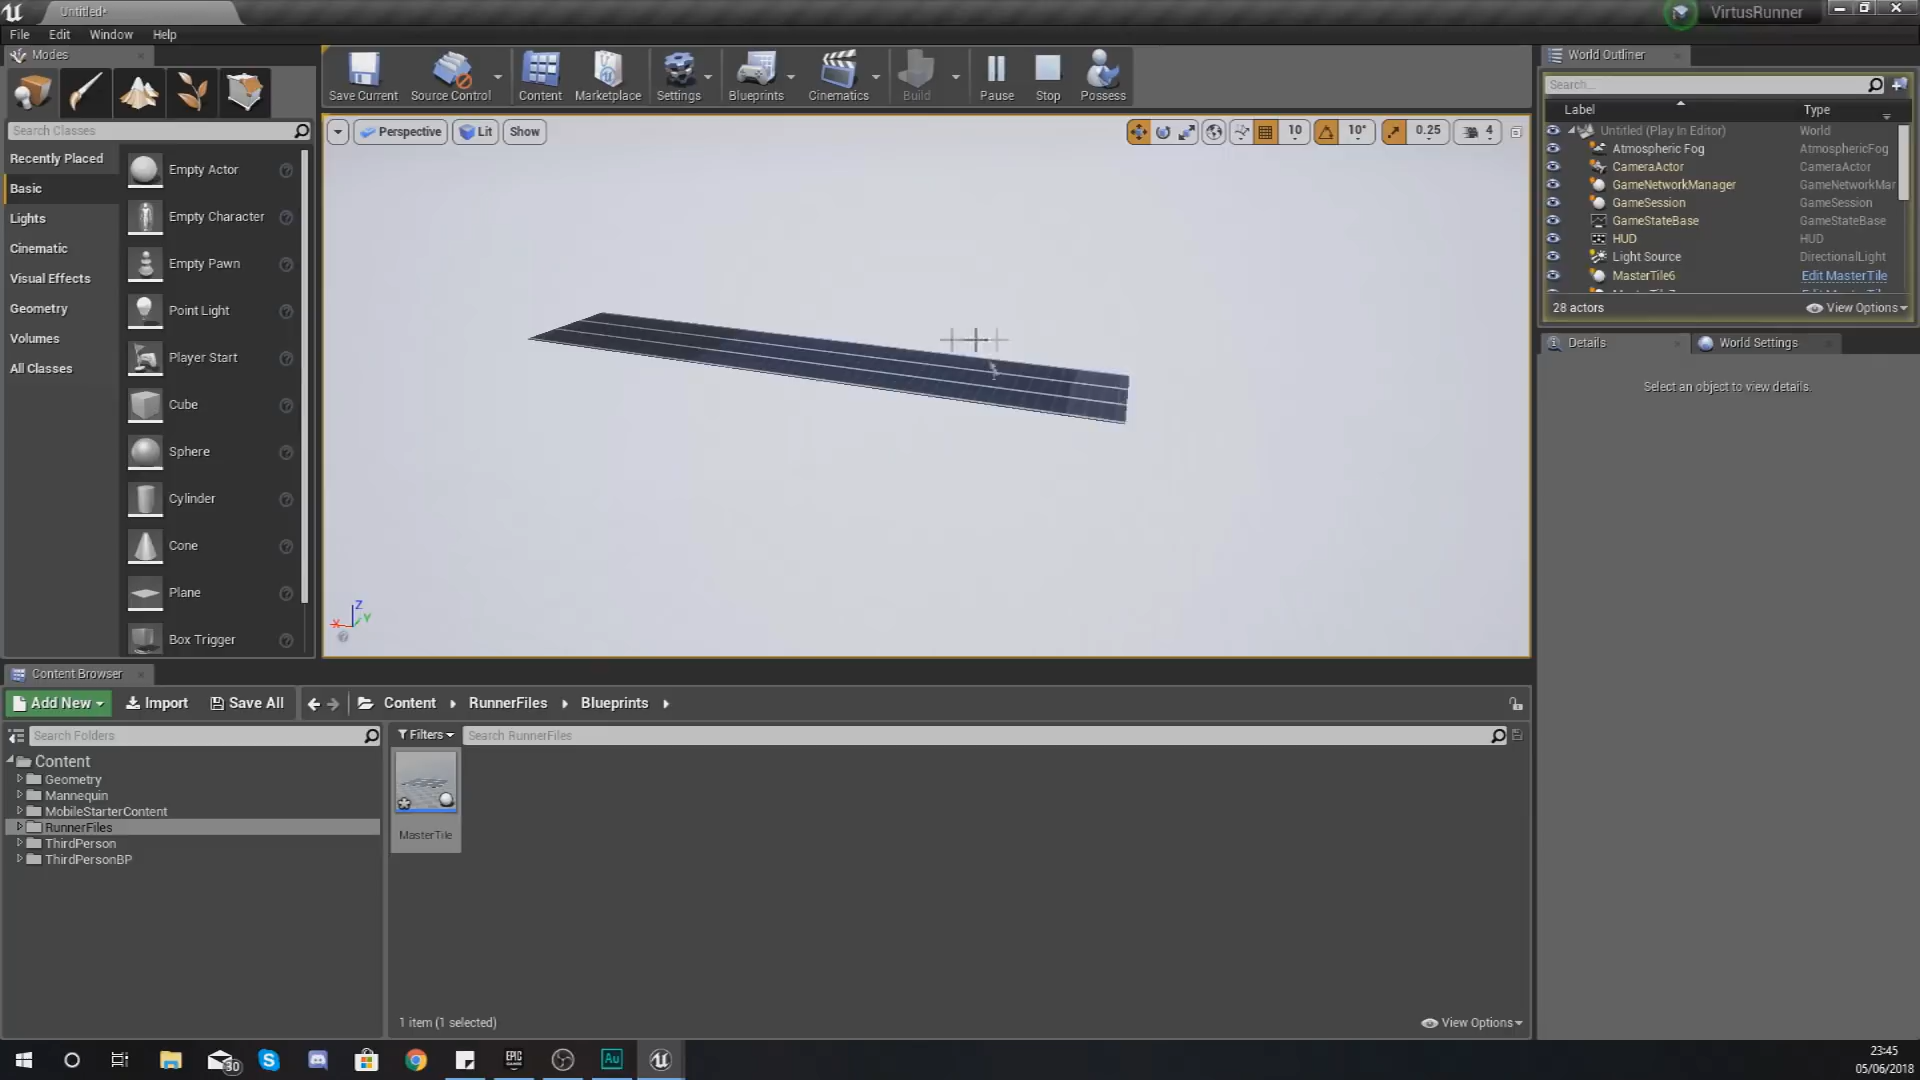 Untitled*
VirtusRunner
File Edit Window Help
Modes
Search Classes
Recently Placed
Basic
Lights
Cinematic
Visual Effects
Geometry
Volumes
All Classes
Empty Actor
Empty Character
Empty Pawn
Point Light
Player Start
Cube
Sphere
Cylinder
Cone
Plane
Box Trigger
Save Current Source Control Content Marketplace Settings Blueprints Cinematics Build Pause Stop Possess
Perspective Lit Show
10 10° 0.25 4
Z
X Y
World Outliner
Search...
Label Type
Untitled (Play In Editor) World
Atmospheric Fog AtmosphericFog
CameraActor CameraActor
GameNetworkManager GameNetworkMar
GameSession GameSession
GameStateBase GameStateBase
HUD HUD
Light Source DirectionalLight
MasterTile6 Edit MasterTile
28 actors View Options
Details World Settings
Select an object to view details.
Content Browser
Add New Import Save All Content RunnerFiles Blueprints
Search Folders
Filters Search RunnerFiles
Content
Geometry
Mannequin
MobileStarterContent
RunnerFiles
ThirdPerson
ThirdPersonBP
MasterTile
1 item (1 selected) View Options
30
EPIC GAMES
Au
23:45
05/06/2018